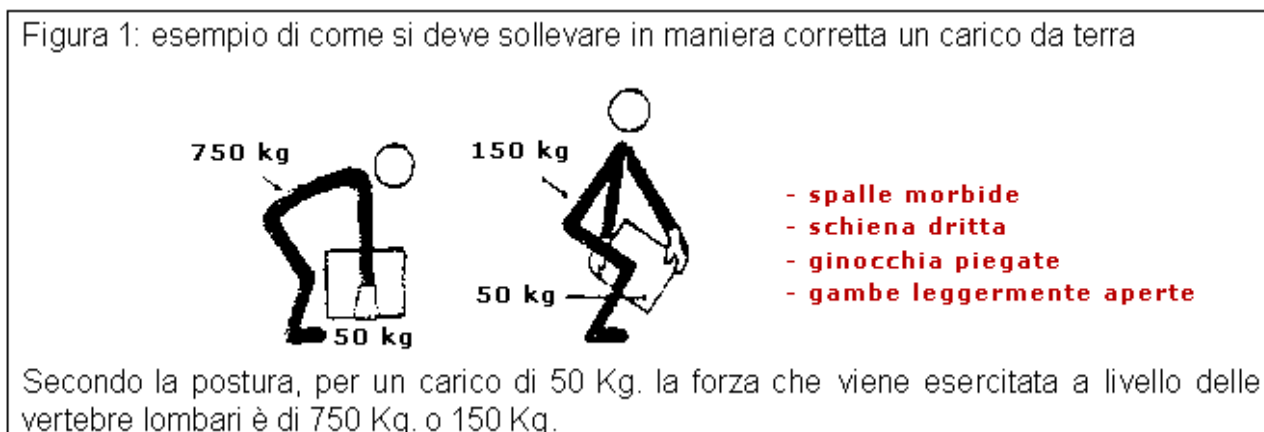 Figura 1: esempio di come si deve sollevare in maniera corretta un carico da terra
750 kg
50 kg
150 kg
50 kg
- spalle morbide
- schiena dritta
- ginocchia piegate
- gambe leggermente aperte
Secondo la postura, per un carico di 50 Kg. la forza che viene esercitata a livello delle
vertebre lombari è di 750 Kg. o 150 Kg.